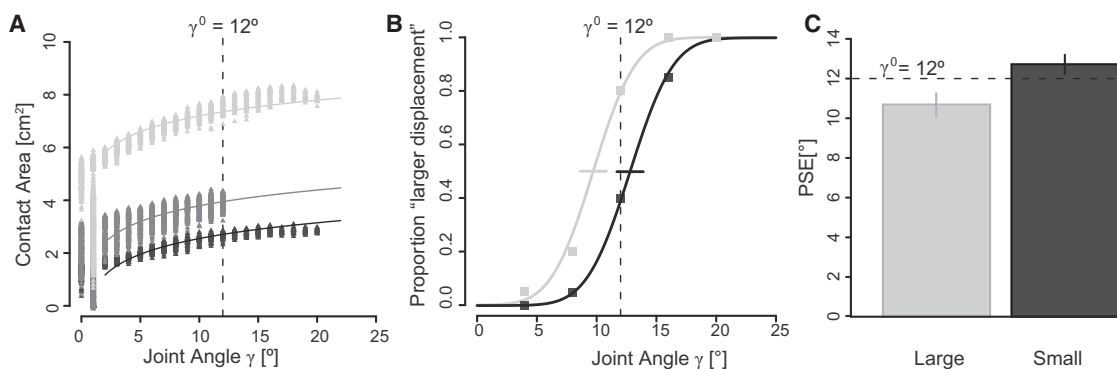 A
γ⁰ = 12º
Contact Area [cm²]
0 2 4 6 8 10
0 5 10 15 20 25
Joint Angle γ [º]
B
γ⁰ = 12º
Proportion “larger displacement”
0.0 0.2 0.4 0.6 0.8 1.0
0 5 10 15 20 25
Joint Angle γ [°]
C
γ⁰ = 12º
PSE[°]
0 2 4 6 8 10 12 14
Large Small